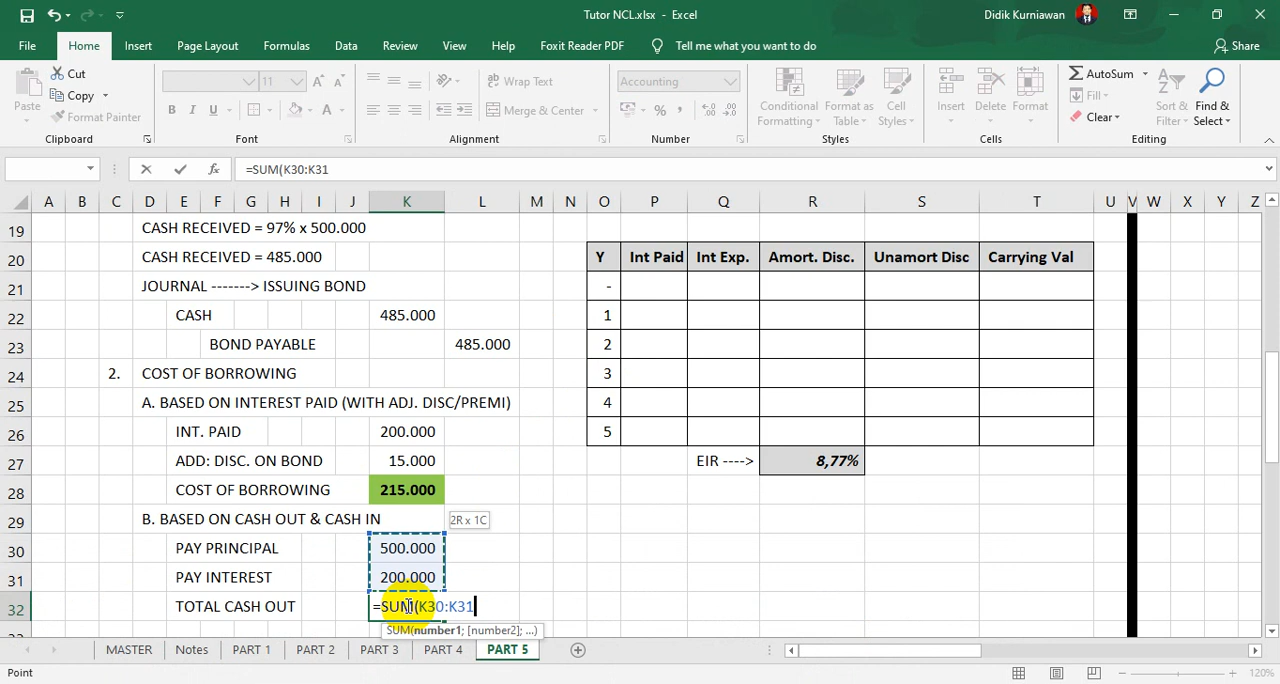 Tutor NCL.xlsx - Excel
Didik Kurniawan
File Home Insert Page Layout Formulas Data Review View Help Foxit Reader PDF Tell me what you want to do Share
Paste Cut Copy Format Painter
11
B I U A
ab Wrap Text
Merge & Center
Accounting
% ,
Conditional Formatting
Format as Table
Cell Styles
Insert Delete Format
AutoSum
Fill
Clear
Sort & Filter
Find & Select
Clipboard Font Alignment Number Styles Cells Editing
fx =SUM(K30:K31
A B C D E F G H I J K L M N O P Q R S T U V W X Y Z
19 CASH RECEIVED = 97% x 500.000
20 CASH RECEIVED = 485.000 Y Int Paid Int Exp. Amort. Disc. Unamort Disc Carrying Val
21 JOURNAL -------> ISSUING BOND -
22 CASH 485.000 1
23 BOND PAYABLE 485.000 2
24 2. COST OF BORROWING 3
25 A. BASED ON INTEREST PAID (WITH ADJ. DISC/PREMI) 4
26 INT. PAID 200.000 5
27 ADD: DISC. ON BOND 15.000 EIR ----> 8,77%
28 COST OF BORROWING 215.000
29 B. BASED ON CASH OUT & CASH IN 2R x 1C
30 PAY PRINCIPAL 500.000
31 PAY INTEREST 200.000
32 TOTAL CASH OUT =SUM(K30:K31
SUM(number1; [number2]; ...)
MASTER Notes PART 1 PART 2 PART 3 PART 4 PART 5
Point 120%